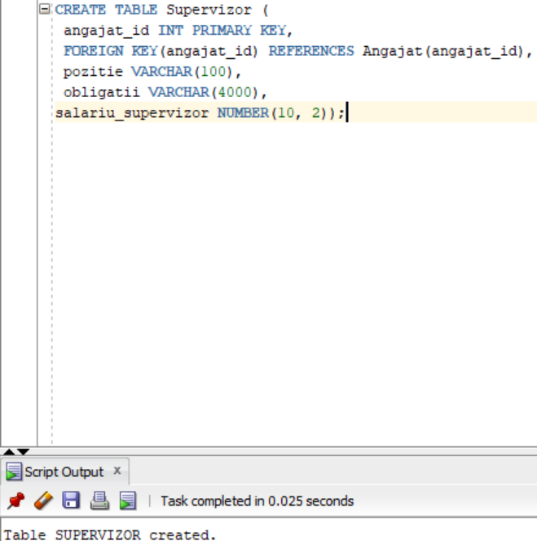 CREATE TABLE Supervizor (
angajat_id INT PRIMARY KEY,
FOREIGN KEY(angajat_id) REFERENCES Angajat(angajat_id),
pozitie VARCHAR(100),
obligatii VARCHAR(4000),
salariu_supervizor NUMBER(10, 2));
Script Output x
Task completed in 0.025 seconds
Table SUPERVIZOR created.